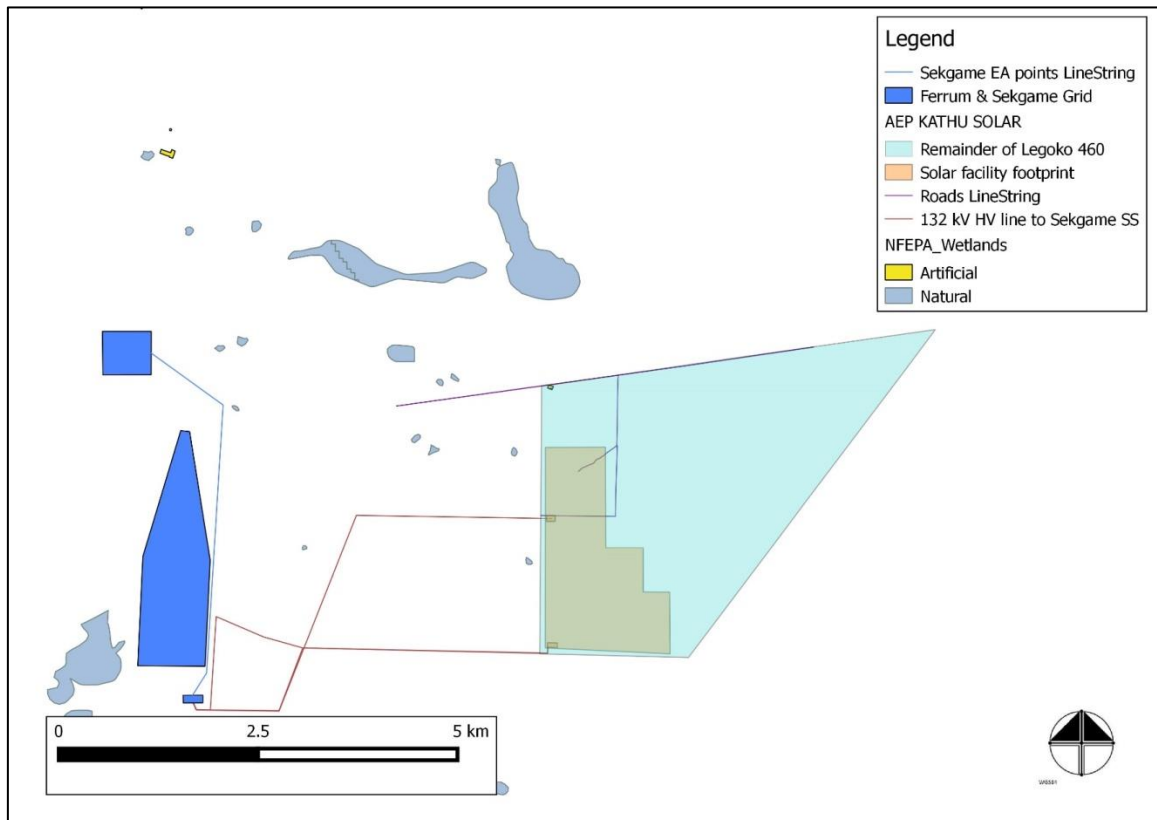 Legend
Sekgame EA points LineString
Ferrum & Sekgame Grid
AEP KATHU SOLAR
Remainder of Legoko 460
Solar facility footprint
Roads LineString
132 kV HV line to Sekgame SS
NFEPA_Wetlands
Artificial
Natural
0 2.5 5 km